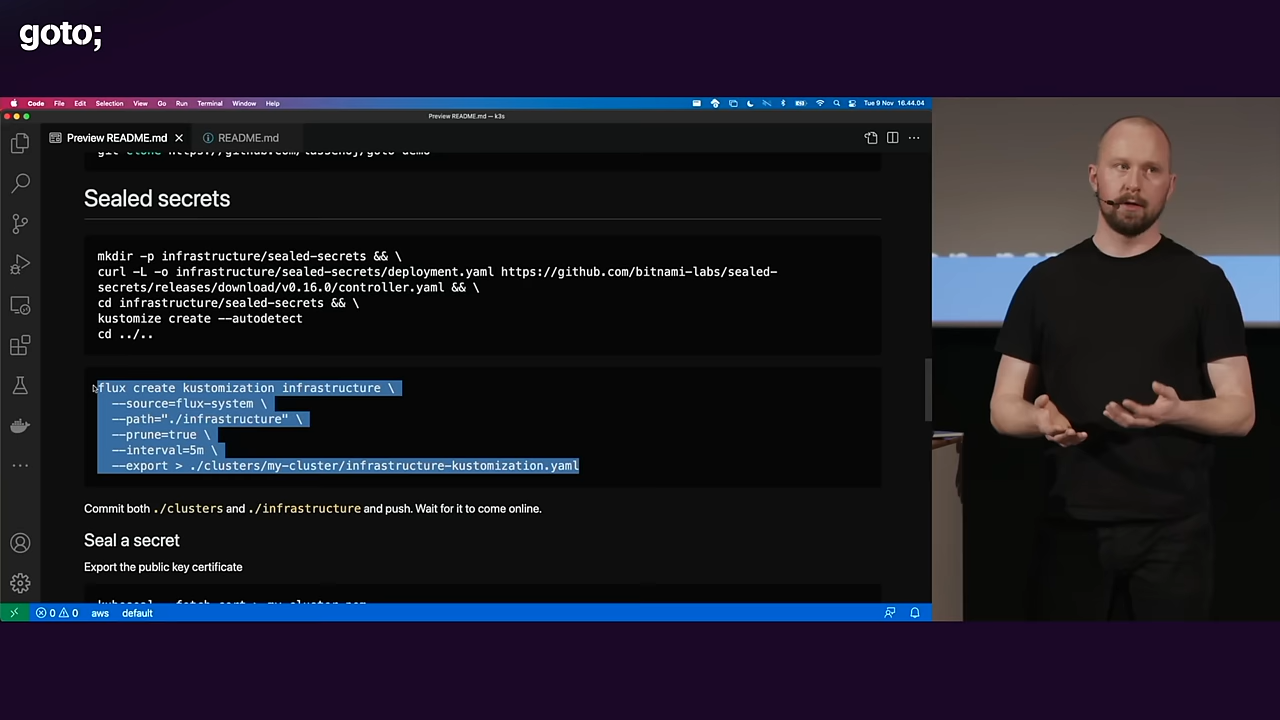 goto;
Code File Edit Selection View Go Run Terminal Window Help
Tue 9 Nov 16.44.04
Preview README.md — k3s
Preview README.md
README.md
Sealed secrets
mkdir -p infrastructure/sealed-secrets && \
curl -L -o infrastructure/sealed-secrets/deployment.yaml https://github.com/bitnami-labs/sealed-
secrets/releases/download/v0.16.0/controller.yaml && \
cd infrastructure/sealed-secrets && \
kustomize create --autodetect
cd ../..
flux create kustomization infrastructure \
--source=flux-system \
--path="./infrastructure" \
--prune=true \
--interval=5m \
--export > ./clusters/my-cluster/infrastructure-kustomization.yaml
Commit both ./clusters and ./infrastructure and push. Wait for it to come online.
Seal a secret
Export the public key certificate
0 0 aws default